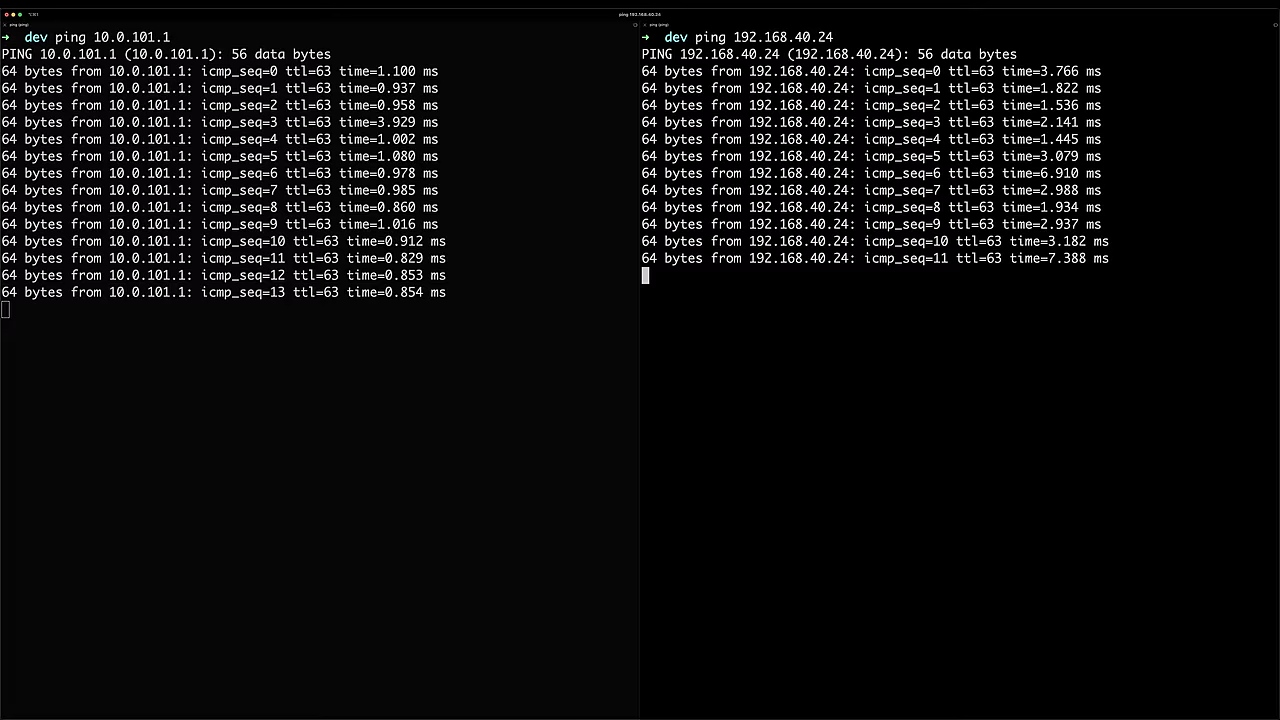 ping 192.168.40.24
ping (ping)
→ dev ping 10.0.101.1
PING 10.0.101.1 (10.0.101.1): 56 data bytes
64 bytes from 10.0.101.1: icmp_seq=0 ttl=63 time=1.100 ms
64 bytes from 10.0.101.1: icmp_seq=1 ttl=63 time=0.937 ms
64 bytes from 10.0.101.1: icmp_seq=2 ttl=63 time=0.958 ms
64 bytes from 10.0.101.1: icmp_seq=3 ttl=63 time=3.929 ms
64 bytes from 10.0.101.1: icmp_seq=4 ttl=63 time=1.002 ms
64 bytes from 10.0.101.1: icmp_seq=5 ttl=63 time=1.080 ms
64 bytes from 10.0.101.1: icmp_seq=6 ttl=63 time=0.978 ms
64 bytes from 10.0.101.1: icmp_seq=7 ttl=63 time=0.985 ms
64 bytes from 10.0.101.1: icmp_seq=8 ttl=63 time=0.860 ms
64 bytes from 10.0.101.1: icmp_seq=9 ttl=63 time=1.016 ms
64 bytes from 10.0.101.1: icmp_seq=10 ttl=63 time=0.912 ms
64 bytes from 10.0.101.1: icmp_seq=11 ttl=63 time=0.829 ms
64 bytes from 10.0.101.1: icmp_seq=12 ttl=63 time=0.853 ms
64 bytes from 10.0.101.1: icmp_seq=13 ttl=63 time=0.854 ms
ping (ping)
→ dev ping 192.168.40.24
PING 192.168.40.24 (192.168.40.24): 56 data bytes
64 bytes from 192.168.40.24: icmp_seq=0 ttl=63 time=3.766 ms
64 bytes from 192.168.40.24: icmp_seq=1 ttl=63 time=1.822 ms
64 bytes from 192.168.40.24: icmp_seq=2 ttl=63 time=1.536 ms
64 bytes from 192.168.40.24: icmp_seq=3 ttl=63 time=2.141 ms
64 bytes from 192.168.40.24: icmp_seq=4 ttl=63 time=1.445 ms
64 bytes from 192.168.40.24: icmp_seq=5 ttl=63 time=3.079 ms
64 bytes from 192.168.40.24: icmp_seq=6 ttl=63 time=6.910 ms
64 bytes from 192.168.40.24: icmp_seq=7 ttl=63 time=2.988 ms
64 bytes from 192.168.40.24: icmp_seq=8 ttl=63 time=1.934 ms
64 bytes from 192.168.40.24: icmp_seq=9 ttl=63 time=2.937 ms
64 bytes from 192.168.40.24: icmp_seq=10 ttl=63 time=3.182 ms
64 bytes from 192.168.40.24: icmp_seq=11 ttl=63 time=7.388 ms